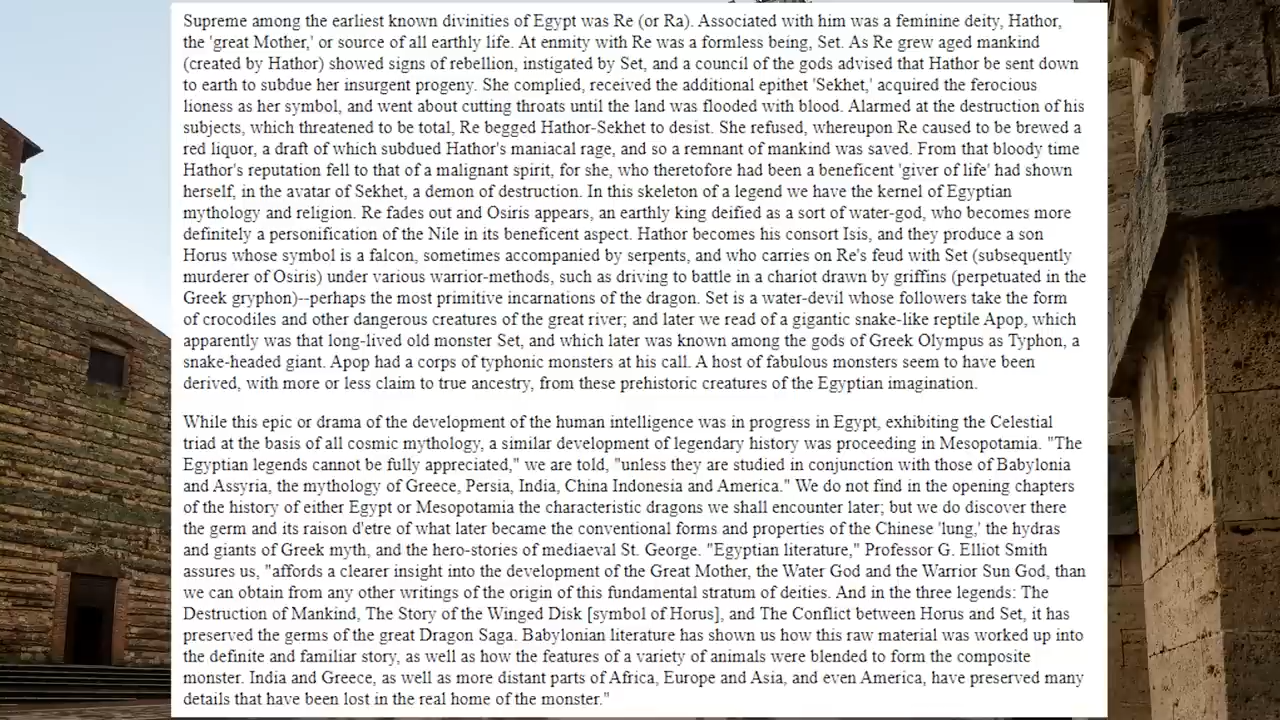 Supreme among the earliest known divinities of Egypt was Re (or Ra). Associated with him was a feminine deity, Hathor,
the 'great Mother,' or source of all earthly life. At enmity with Re was a formless being, Set. As Re grew aged mankind
(created by Hathor) showed signs of rebellion, instigated by Set, and a council of the gods advised that Hathor be sent down
to earth to subdue her insurgent progeny. She complied, received the additional epithet 'Sekhet,' acquired the ferocious
lioness as her symbol, and went about cutting throats until the land was flooded with blood. Alarmed at the destruction of his
subjects, which threatened to be total, Re begged Hathor-Sekhet to desist. She refused, whereupon Re caused to be brewed a
red liquor, a draft of which subdued Hathor's maniacal rage, and so a remnant of mankind was saved. From that bloody time
Hathor's reputation fell to that of a malignant spirit, for she, who theretofore had been a beneficent 'giver of life' had shown
herself, in the avatar of Sekhet, a demon of destruction. In this skeleton of a legend we have the kernel of Egyptian
mythology and religion. Re fades out and Osiris appears, an earthly king deified as a sort of water-god, who becomes more
definitely a personification of the Nile in its beneficent aspect. Hathor becomes his consort Isis, and they produce a son
Horus whose symbol is a falcon, sometimes accompanied by serpents, and who carries on Re's feud with Set (subsequently
murderer of Osiris) under various warrior-methods, such as driving to battle in a chariot drawn by griffins (perpetuated in the
Greek gryphon)--perhaps the most primitive incarnations of the dragon. Set is a water-devil whose followers take the form
of crocodiles and other dangerous creatures of the great river; and later we read of a gigantic snake-like reptile Apop, which
apparently was that long-lived old monster Set, and which later was known among the gods of Greek Olympus as Typhon, a
snake-headed giant. Apop had a corps of typhonic monsters at his call. A host of fabulous monsters seem to have been
derived, with more or less claim to true ancestry, from these prehistoric creatures of the Egyptian imagination.
While this epic or drama of the development of the human intelligence was in progress in Egypt, exhibiting the Celestial
triad at the basis of all cosmic mythology, a similar development of legendary history was proceeding in Mesopotamia. "The
Egyptian legends cannot be fully appreciated," we are told, "unless they are studied in conjunction with those of Babylonia
and Assyria, the mythology of Greece, Persia, India, China Indonesia and America." We do not find in the opening chapters
of the history of either Egypt or Mesopotamia the characteristic dragons we shall encounter later; but we do discover there
the germ and its raison d'etre of what later became the conventional forms and properties of the Chinese 'lung,' the hydras
and giants of Greek myth, and the hero-stories of mediaeval St. George. "Egyptian literature," Professor G. Elliot Smith
assures us, "affords a clearer insight into the development of the Great Mother, the Water God and the Warrior Sun God, than
we can obtain from any other writings of the origin of this fundamental stratum of deities. And in the three legends: The
Destruction of Mankind, The Story of the Winged Disk [symbol of Horus], and The Conflict between Horus and Set, it has
preserved the germs of the great Dragon Saga. Babylonian literature has shown us how this raw material was worked up into
the definite and familiar story, as well as how the features of a variety of animals were blended to form the composite
monster. India and Greece, as well as more distant parts of Africa, Europe and Asia, and even America, have preserved many
details that have been lost in the real home of the monster."